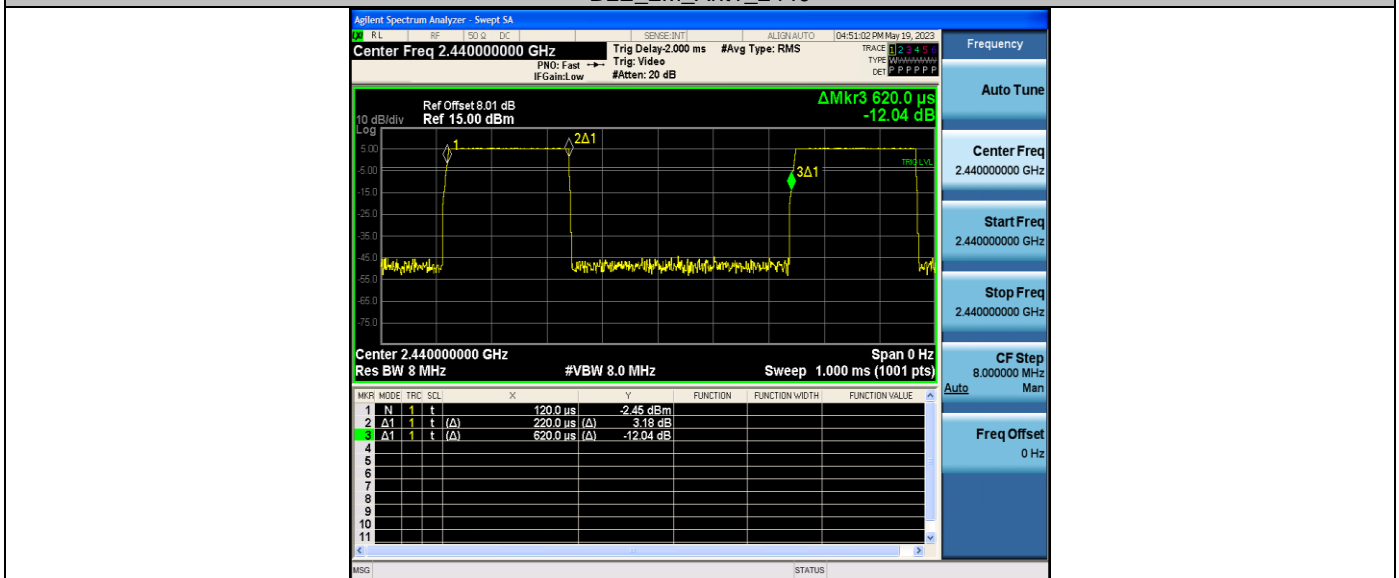 Agilent Spectrum Analyzer - Swept SA
RL RF 50 Ω DC SENSE:INT ALIGN AUTO 04:51:02 PM May 19, 2023
Center Freq 2.440000000 GHz
Trig Delay-2.000 ms #Avg Type: RMS
TRACE 1 2 3 4 5 6
PNO: Fast Trig: Video
TYPE
IFGain:Low #Atten: 20 dB
DET P P P P P P
Frequency
ΔMkr3 620.0 µs
-12.04 dB
Ref Offset 8.01 dB
10 dB/div Ref 15.00 dBm
Log
5.00
-5.00
-15.0
-25.0
-35.0
-45.0
-55.0
-65.0
-75.0
1
2Δ1
3Δ1
TRIG LVL
Center 2.440000000 GHz Span 0 Hz
Res BW 8 MHz #VBW 8.0 MHz Sweep 1.000 ms (1001 pts)
MKR MODE TRC SCL X Y FUNCTION FUNCTION WIDTH FUNCTION VALUE
1 N 1 t 120.0 µs -2.45 dBm
2 Δ1 1 t (Δ) 220.0 µs (Δ) 3.18 dB
3 Δ1 1 t (Δ) 620.0 µs (Δ) -12.04 dB
4
5
6
7
8
9
10
11
Auto Tune
Center Freq
2.440000000 GHz
Start Freq
2.440000000 GHz
Stop Freq
2.440000000 GHz
CF Step
8.000000 MHz
Auto Man
Freq Offset
0 Hz
MSG STATUS